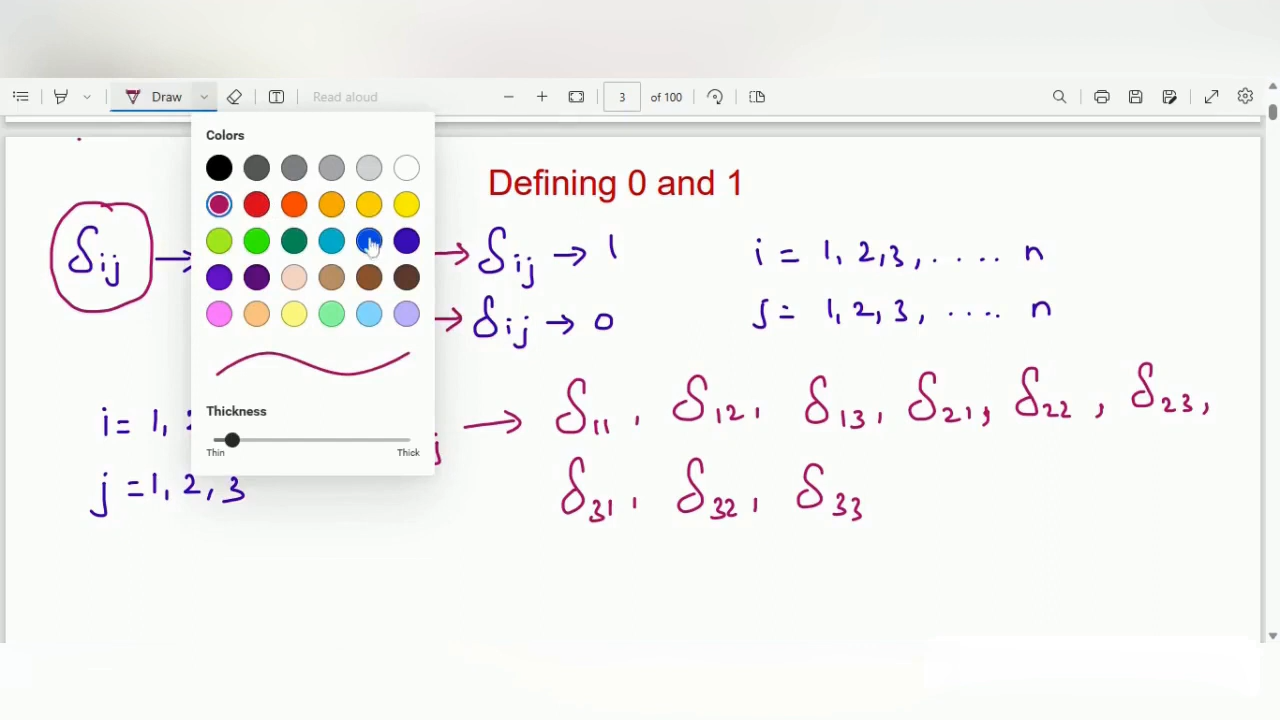 Draw Read aloud 3 of 100
Colors
Defining 0 and 1
δij → → δij → 1 i = 1, 2, 3, . . . . n
→ δij → 0 j = 1, 2, 3, . . . . n
Thickness
Thin Thick
i = 1, 2 j → δ11, δ12, δ13, δ21, δ22, δ23,
j = 1, 2, 3 δ31, δ32, δ33